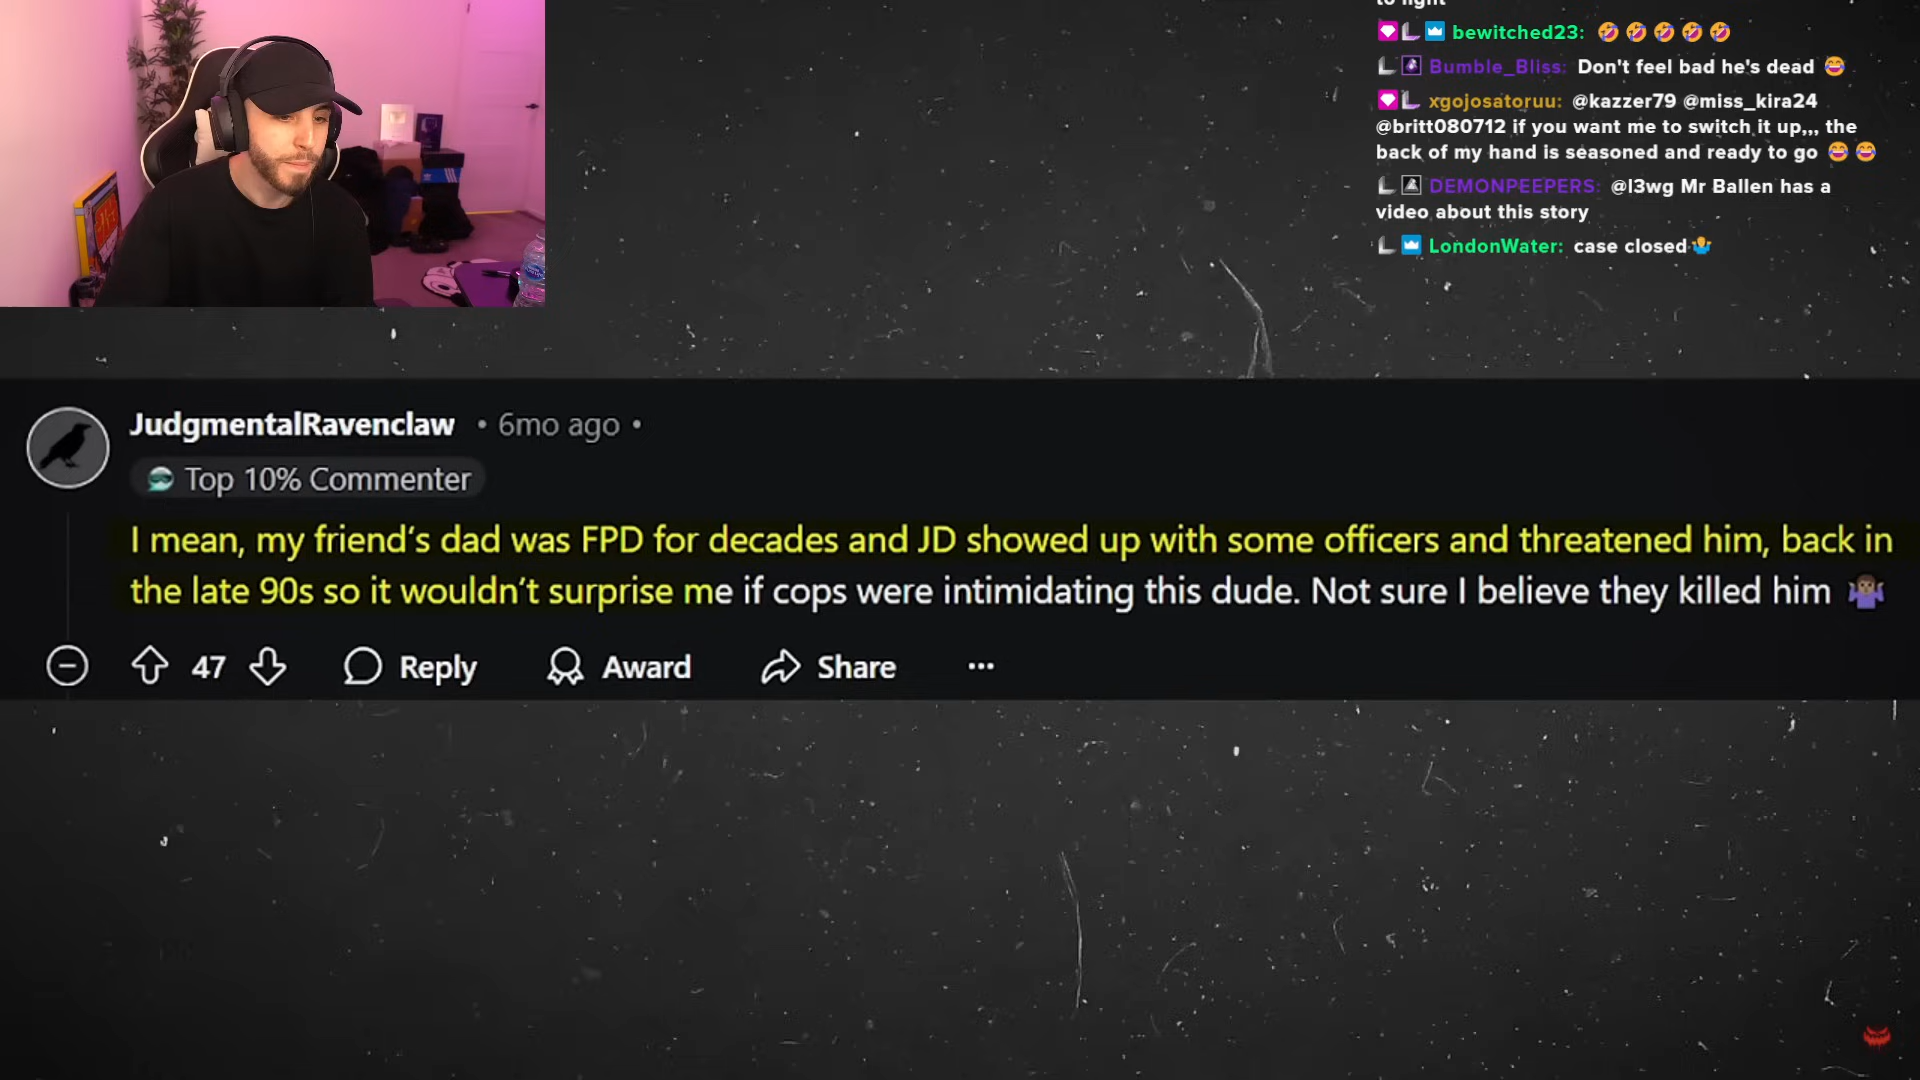 to light
bewitched23: 🤣🤣🤣🤣🤣
Bumble_Bliss: Don't feel bad he's dead 😂
xgojosatoruu: @kazzer79 @miss_kira24
@britt080712 if you want me to switch it up,,, the
back of my hand is seasoned and ready to go 😂😂
DEMONPEEPERS: @l3wg Mr Ballen has a
video about this story
LondonWater: case closed🤷‍♂️
JudgmentalRavenclaw • 6mo ago •
Top 10% Commenter
I mean, my friend's dad was FPD for decades and JD showed up with some officers and threatened him, back in
the late 90s so it wouldn't surprise me if cops were intimidating this dude. Not sure I believe they killed him 🤷🏾‍♀️
47 Reply Award Share ···